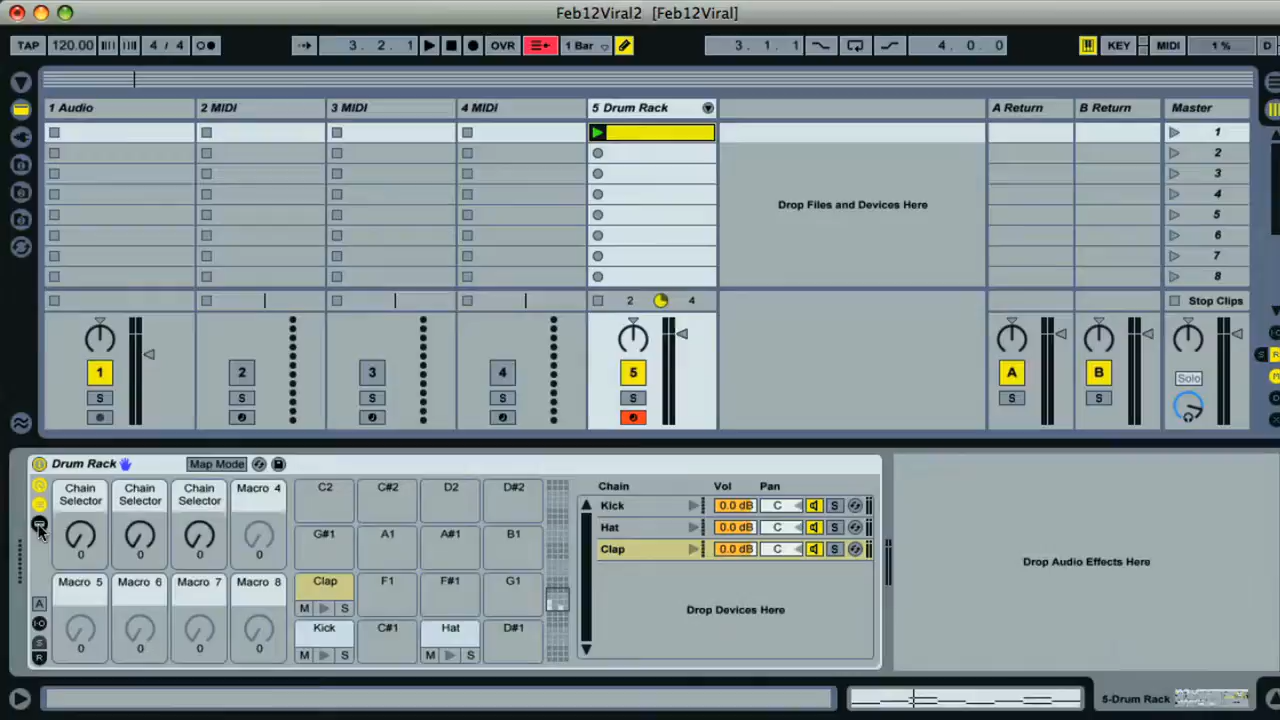 Feb12Viral2 [Feb12Viral]
TAP 120.00 4 / 4 3. 2. 1 OVR 1 Bar 3. 1. 1 4. 0. 0 KEY MIDI 1 % D
1 Audio 2 MIDI 3 MIDI 4 MIDI 5 Drum Rack A Return B Return Master
1
2
3
Drop Files and Devices Here 4
5
6
7
8
2 4 Stop Clips
1 2 3 4 5 A B Solo
S S S S S S S
Drum Rack Map Mode
Chain Selector Chain Selector Chain Selector Macro 4 C2 C#2 D2 D#2 Chain Vol Pan
Kick 0.0 dB C S
Hat 0.0 dB C S
0 0 0 0 G#1 A1 A#1 B1 Clap 0.0 dB C S
Drop Audio Effects Here
Macro 5 Macro 6 Macro 7 Macro 8 Clap F1 F#1 G1
A M S Drop Devices Here
I-O Kick C#1 Hat D#1
S
0 0 0 0 M S M S
R
5-Drum Rack